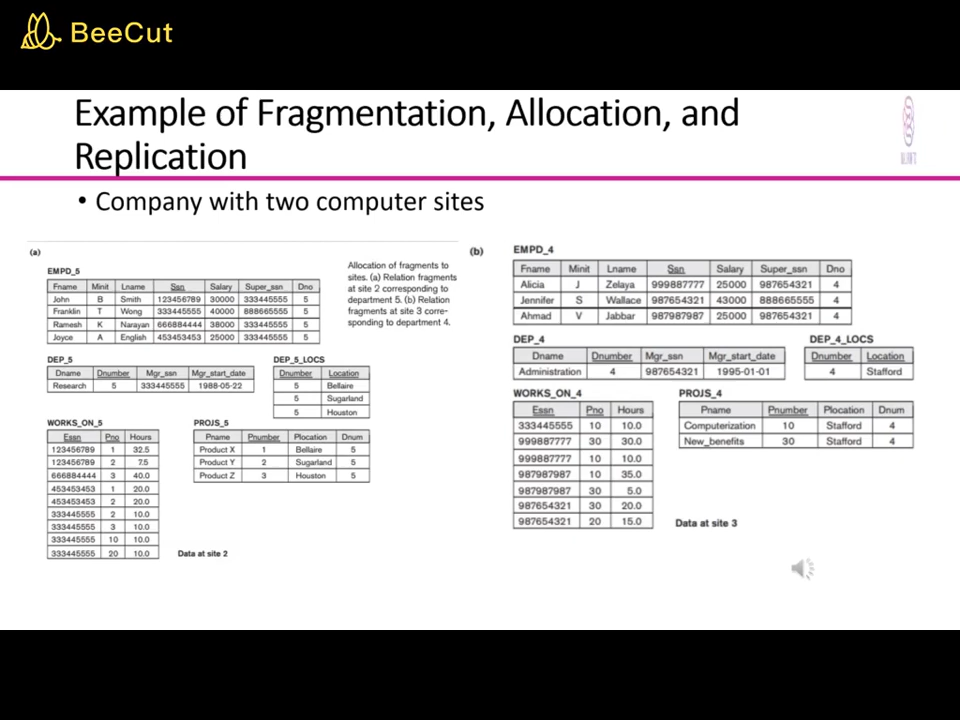 BeeCut
Example of Fragmentation, Allocation, and
Replication
• Company with two computer sites
(a)
EMPD_5
Fname Minit Lname Ssn Salary Super_ssn Dno
John B Smith 123456789 30000 333445555 5
Franklin T Wong 333445555 40000 888665555 5
Ramesh K Narayan 666884444 38000 333445555 5
Joyce A English 453453453 25000 333445555 5
Allocation of fragments to
sites. (a) Relation fragments
at site 2 corresponding to
department 5. (b) Relation
fragments at site 3 corre-
sponding to department 4.
DEP_5
Dname Dnumber Mgr_ssn Mgr_start_date
Research 5 333445555 1988-05-22
DEP_5_LOCS
Dnumber Location
5 Bellaire
5 Sugarland
5 Houston
WORKS_ON_5
Essn Pno Hours
123456789 1 32.5
123456789 2 7.5
666884444 3 40.0
453453453 1 20.0
453453453 2 20.0
333445555 2 10.0
333445555 3 10.0
333445555 10 10.0
333445555 20 10.0
PROJS_5
Pname Pnumber Plocation Dnum
Product X 1 Bellaire 5
Product Y 2 Sugarland 5
Product Z 3 Houston 5
Data at site 2
(b)
EMPD_4
Fname Minit Lname Ssn Salary Super_ssn Dno
Alicia J Zelaya 999887777 25000 987654321 4
Jennifer S Wallace 987654321 43000 888665555 4
Ahmad V Jabbar 987987987 25000 987654321 4
DEP_4
Dname Dnumber Mgr_ssn Mgr_start_date
Administration 4 987654321 1995-01-01
DEP_4_LOCS
Dnumber Location
4 Stafford
WORKS_ON_4
Essn Pno Hours
333445555 10 10.0
999887777 30 30.0
999887777 10 10.0
987987987 10 35.0
987987987 30 5.0
987654321 30 20.0
987654321 20 15.0
PROJS_4
Pname Pnumber Plocation Dnum
Computerization 10 Stafford 4
New_benefits 30 Stafford 4
Data at site 3